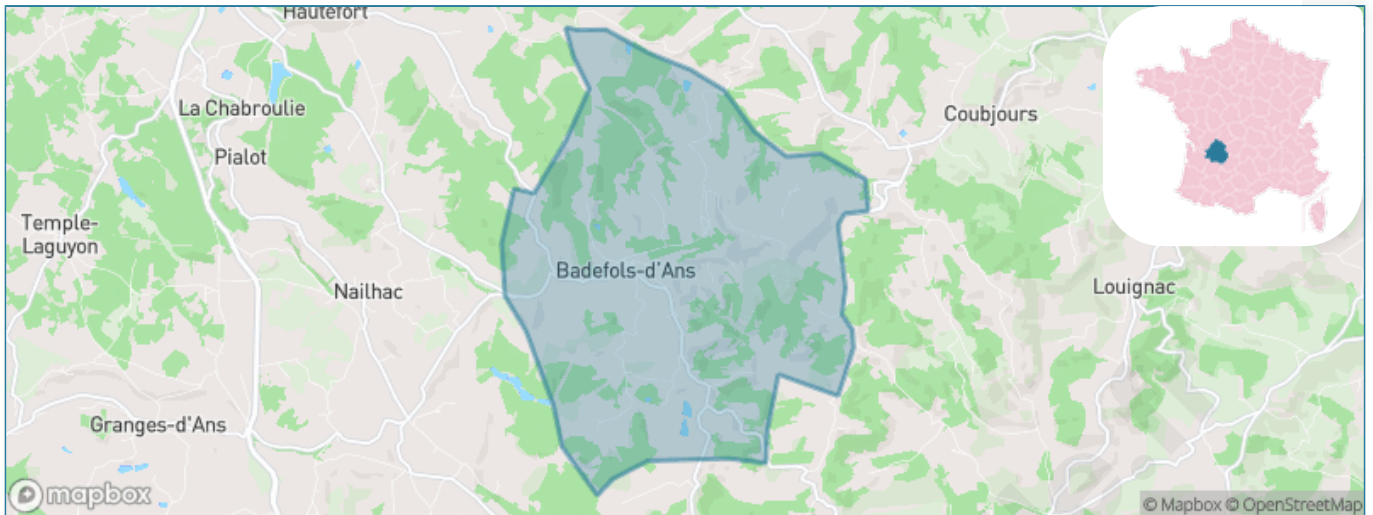 Hautefort
La Chabroulie
Coubjours
Pialot
Temple-
Laguyon
Badefols-d'Ans
Nailhac
Louignac
Granges-d'Ans
mapbox
© Mapbox © OpenStreetMap